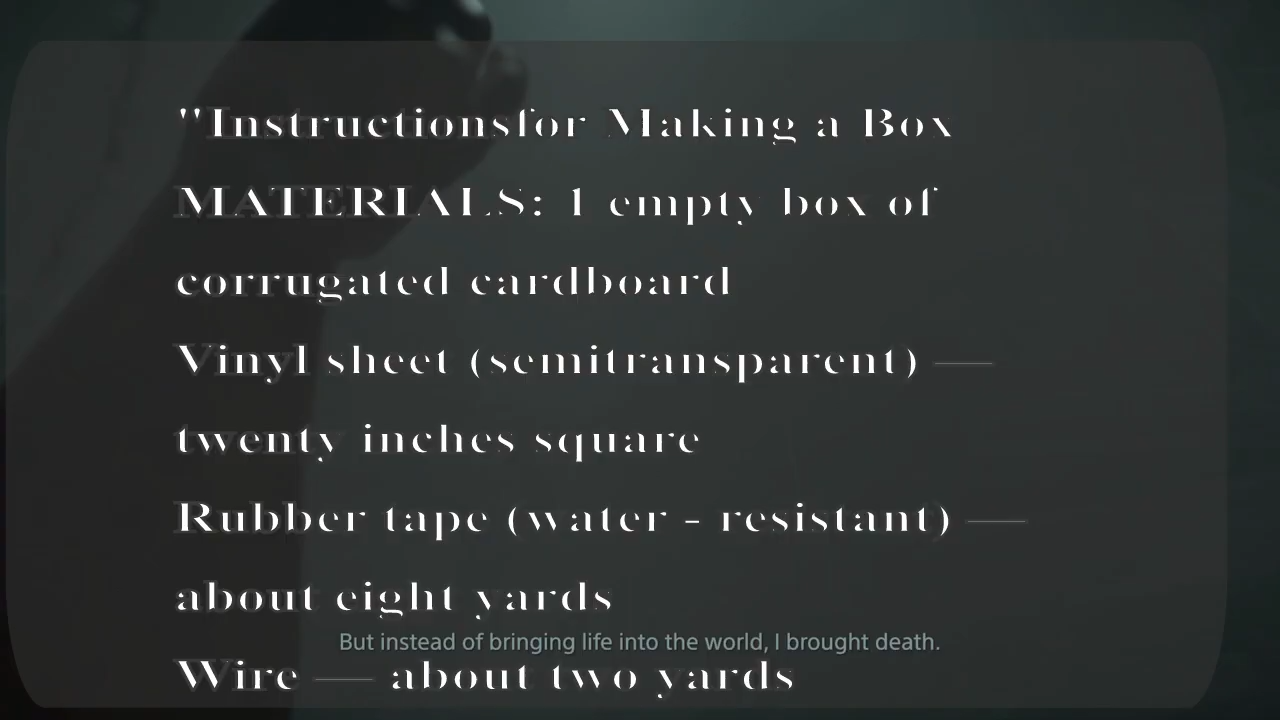 "Instructionsfor Making a Box
MATERIALS: 1 empty box of
corrugated cardboard
Vinyl sheet (semitransparent) —
twenty inches square
Rubber tape (water - resistant) —
about eight yards
But instead of bringing life into the world, I brought death.
Wire — about two yards